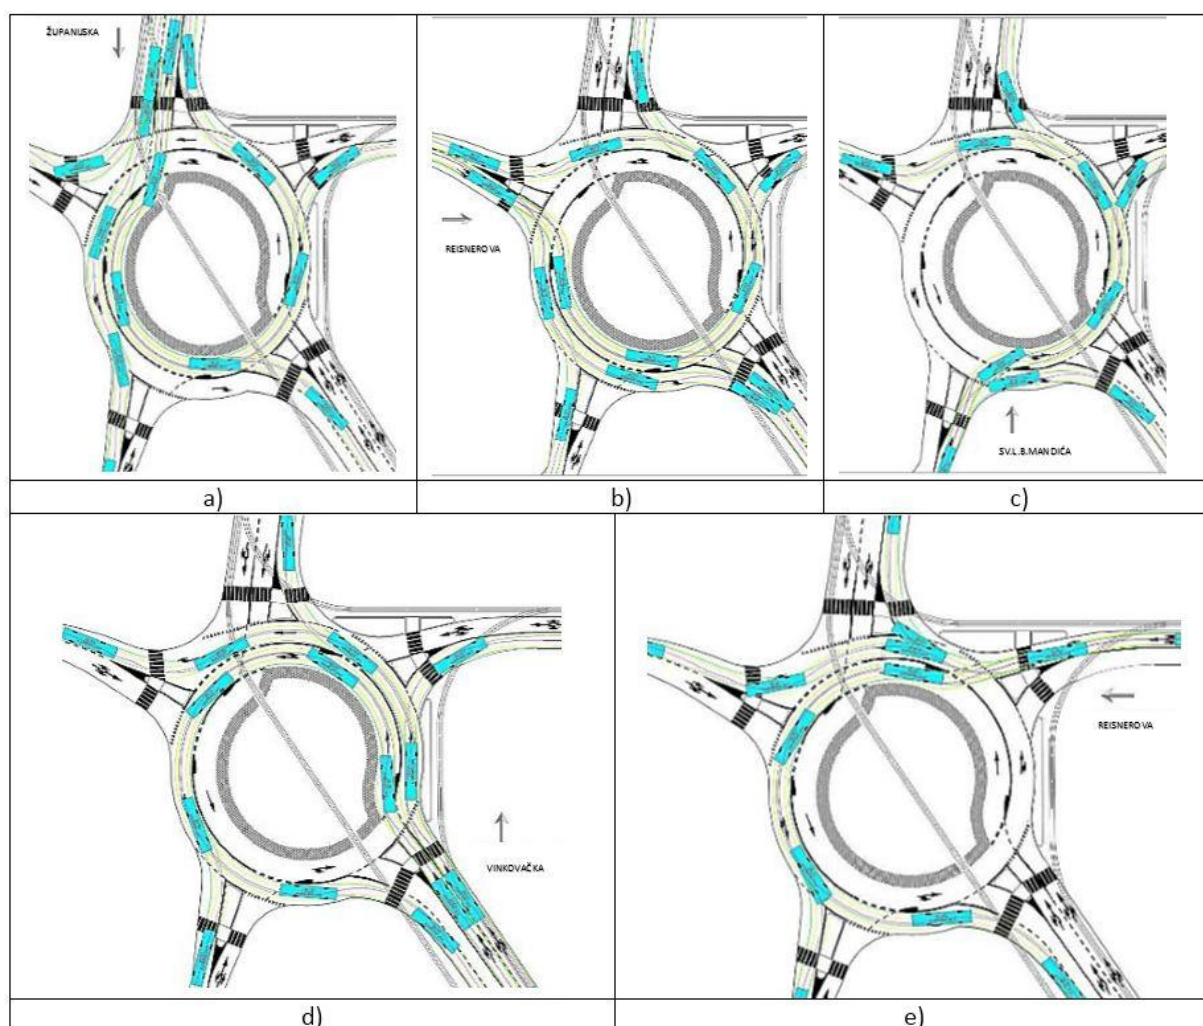 ŽUPANIJSKA
REISNEROVA
SV.L.B.MANDIĆA
a)
b)
c)
VINKOVAČKA
REISNEROVA
d)
e)